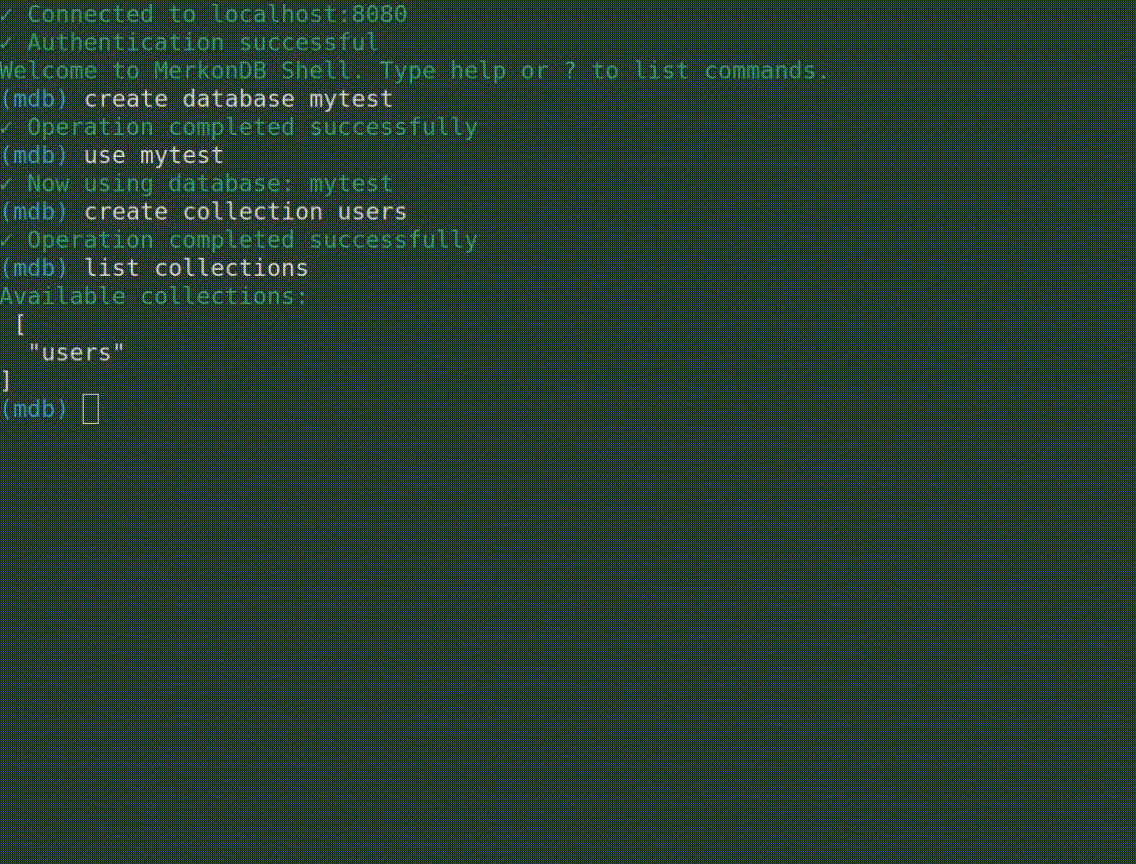 ✓ Connected to localhost:8080
✓ Authentication successful
Welcome to MerkonDB Shell. Type help or ? to list commands.
(mdb) create database mytest
✓ Operation completed successfully
(mdb) use mytest
✓ Now using database: mytest
(mdb) create collection users
✓ Operation completed successfully
(mdb) list collections
Available collections:
 [
  "users"
]
(mdb)